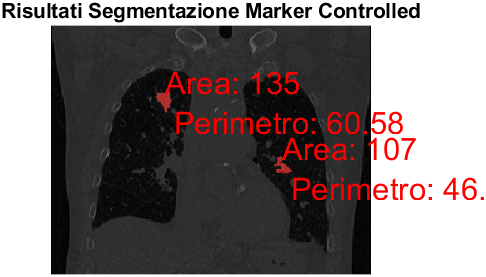 Risultati Segmentazione Marker Controlled
Area: 135
Perimetro: 60.58
Area: 107
Perimetro: 46.